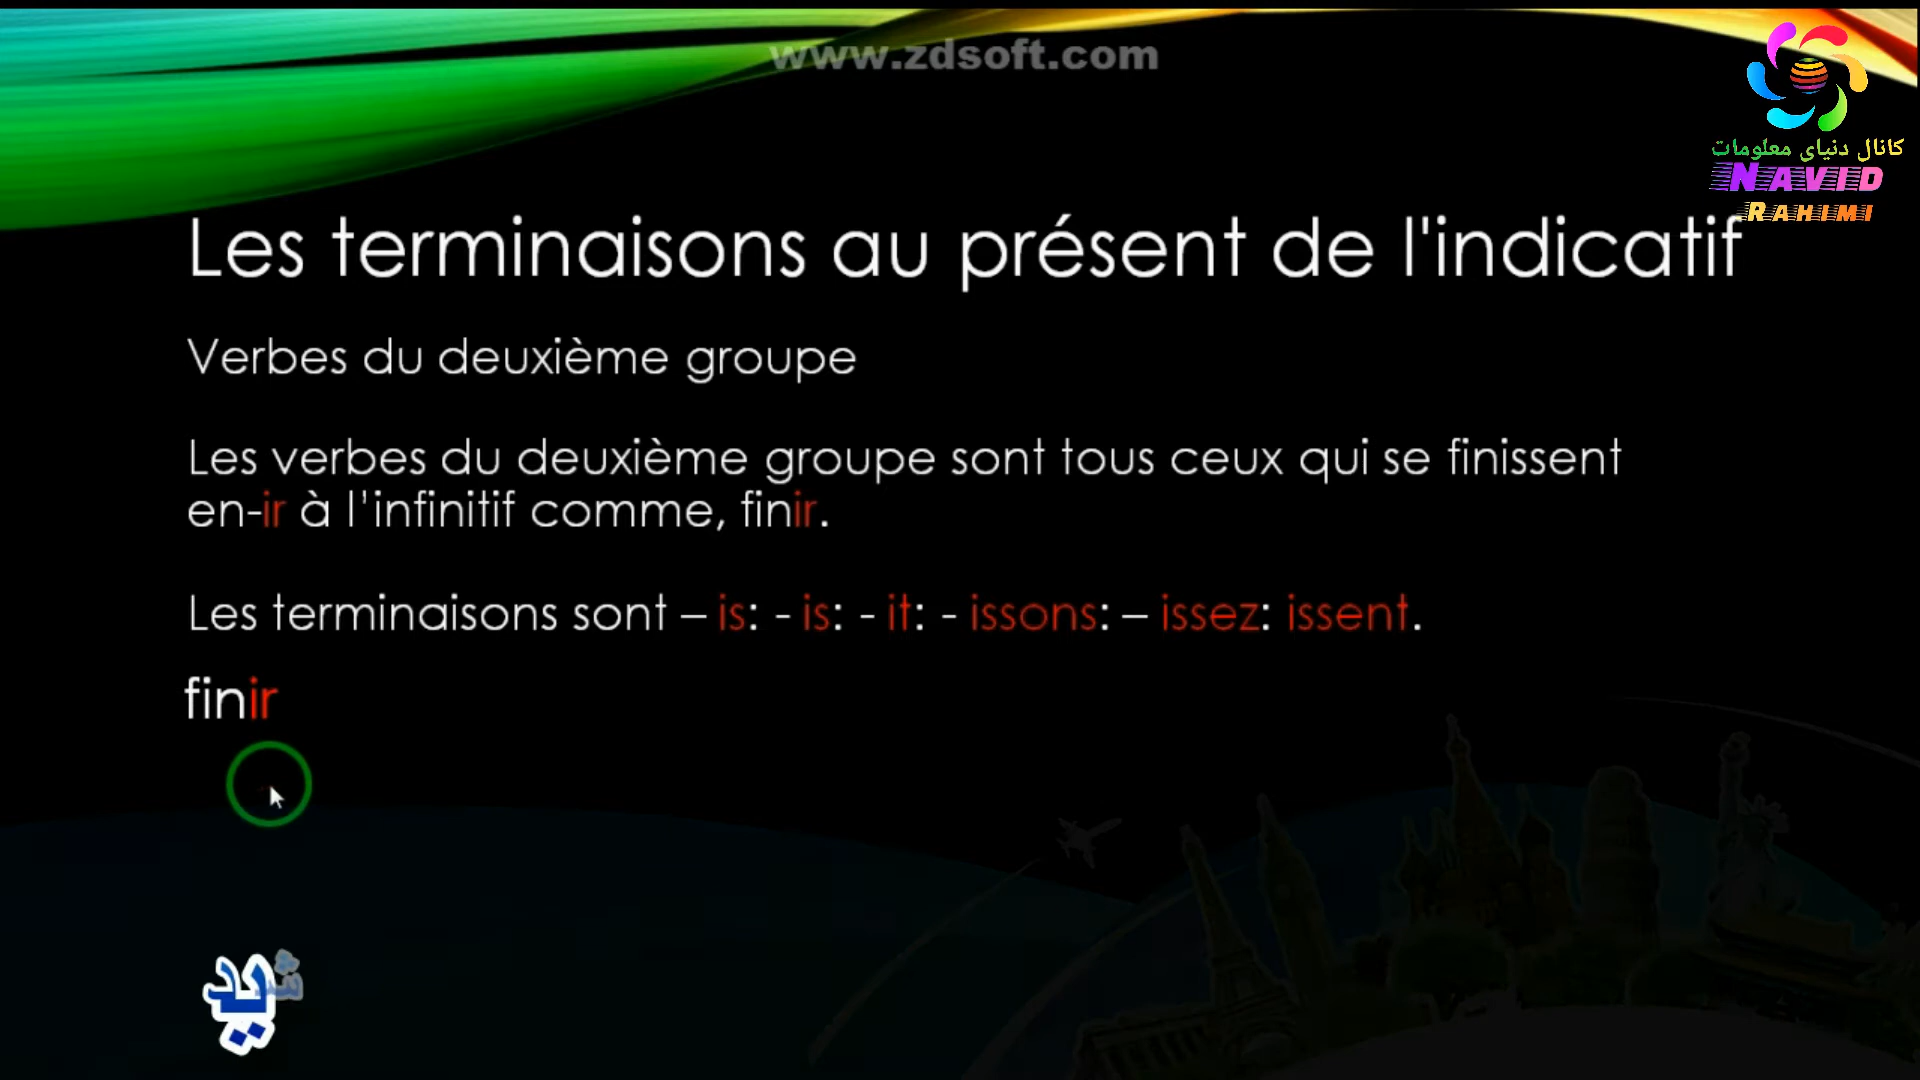 www.zdsoft.com
کانال دنیای معلومات
NAVID
RAHIMI
Les terminaisons au présent de l'indicatif
Verbes du deuxième groupe
Les verbes du deuxième groupe sont tous ceux qui se finissent
en-ir à l'infinitif comme, finir.
Les terminaisons sont – is: - is: - it: - issons: – issez: issent.
finir